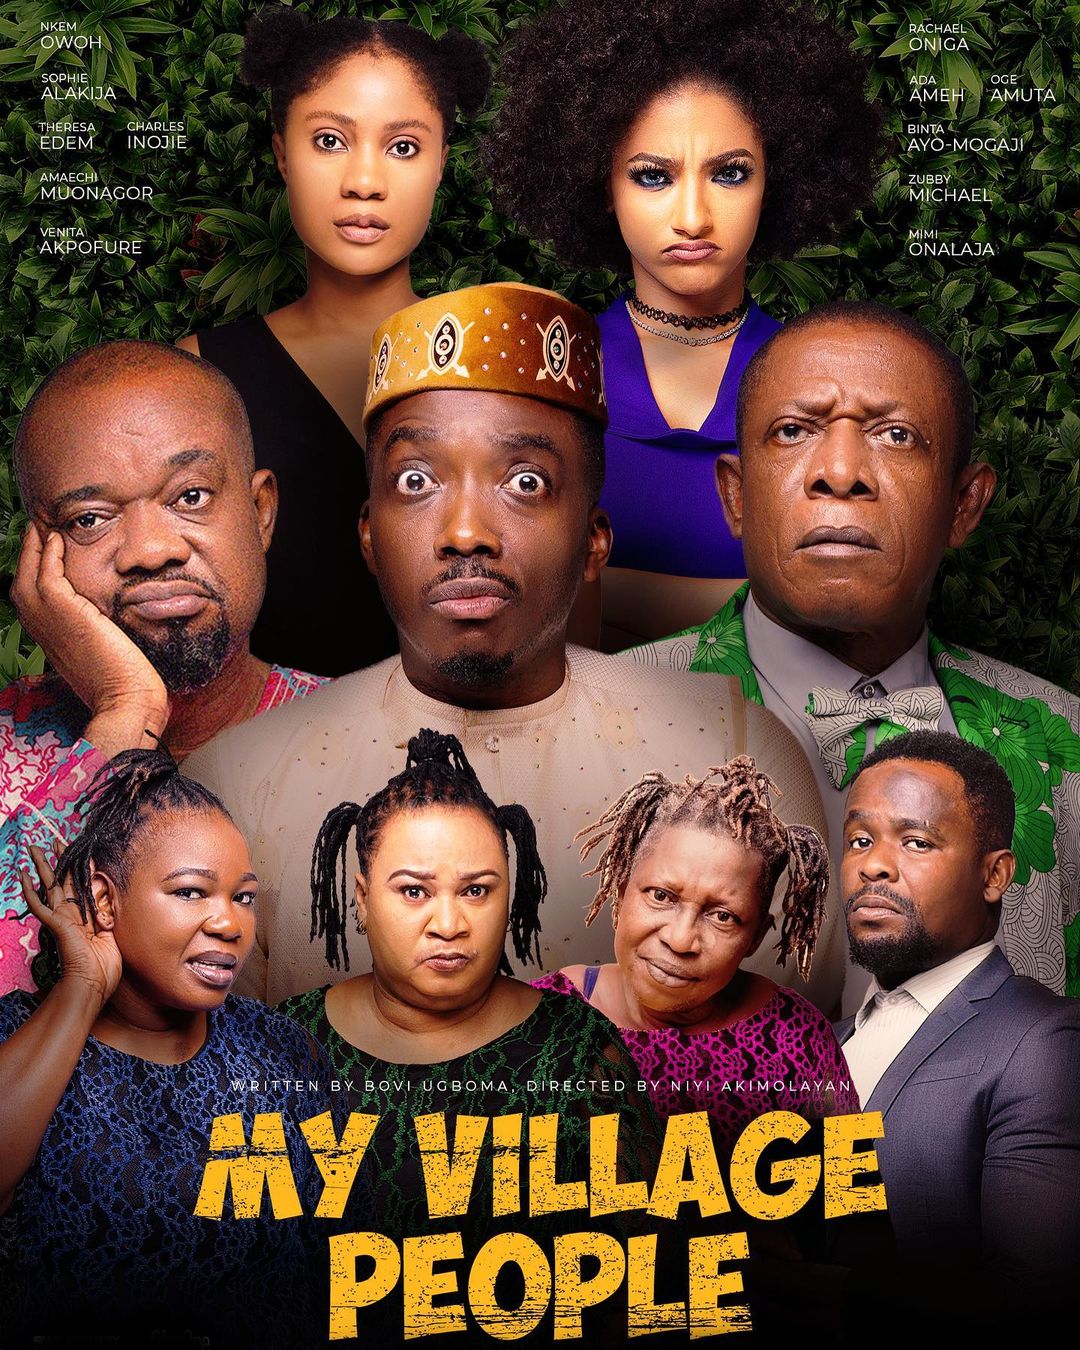 NKEM
OWOH
SOPHIE
ALAKIJA
THERESA
EDEM
CHARLES
INOJIE
AMAECHI
MUONAGOR
VENITA
AKPOFURE
RACHAEL
ONIGA
ADA
AMEH
OGE
AMUTA
BINTA
AYO-MOGAJI
ZUBBY
MICHAEL
MIMI
ONALAJA
WRITTEN BY BOVI UGBOMA, DIRECTED BY NIYI AKIMOLAYAN
MY VILLAGE
PEOPLE